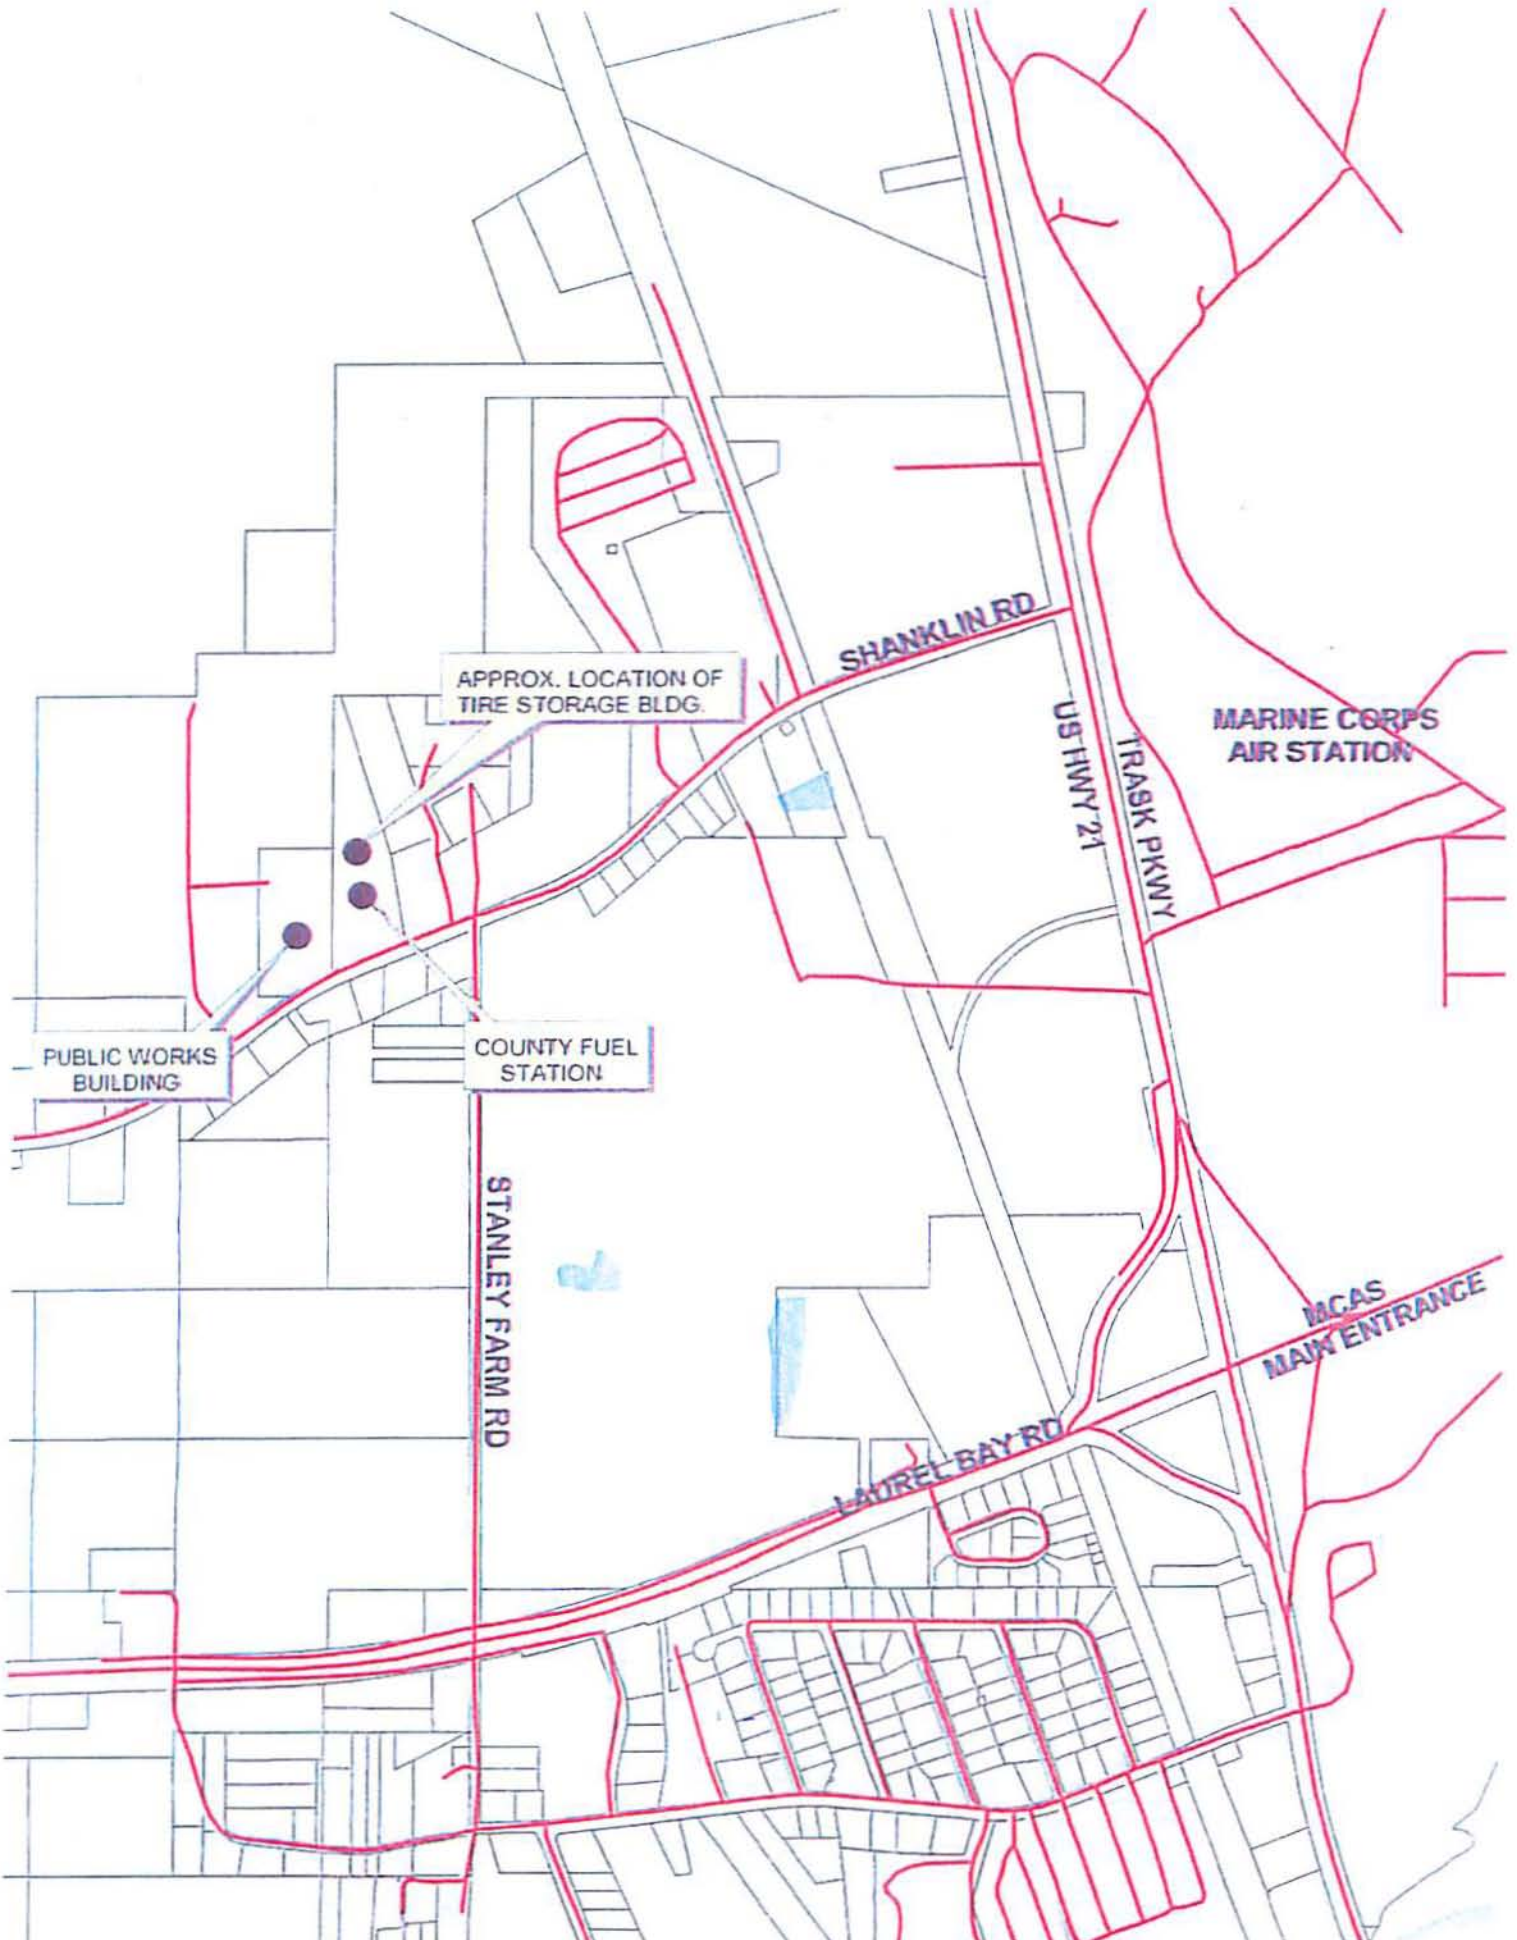 SHANKLIN RD
APPROX. LOCATION OF
TIRE STORAGE BLDG.
US HWY 21
TRASK PKWY
MARINE CORPS
AIR STATION
PUBLIC WORKS
BUILDING
COUNTY FUEL
STATION
STANLEY FARM RD
MCAS
MAIN ENTRANCE
LAUREL BAY RD